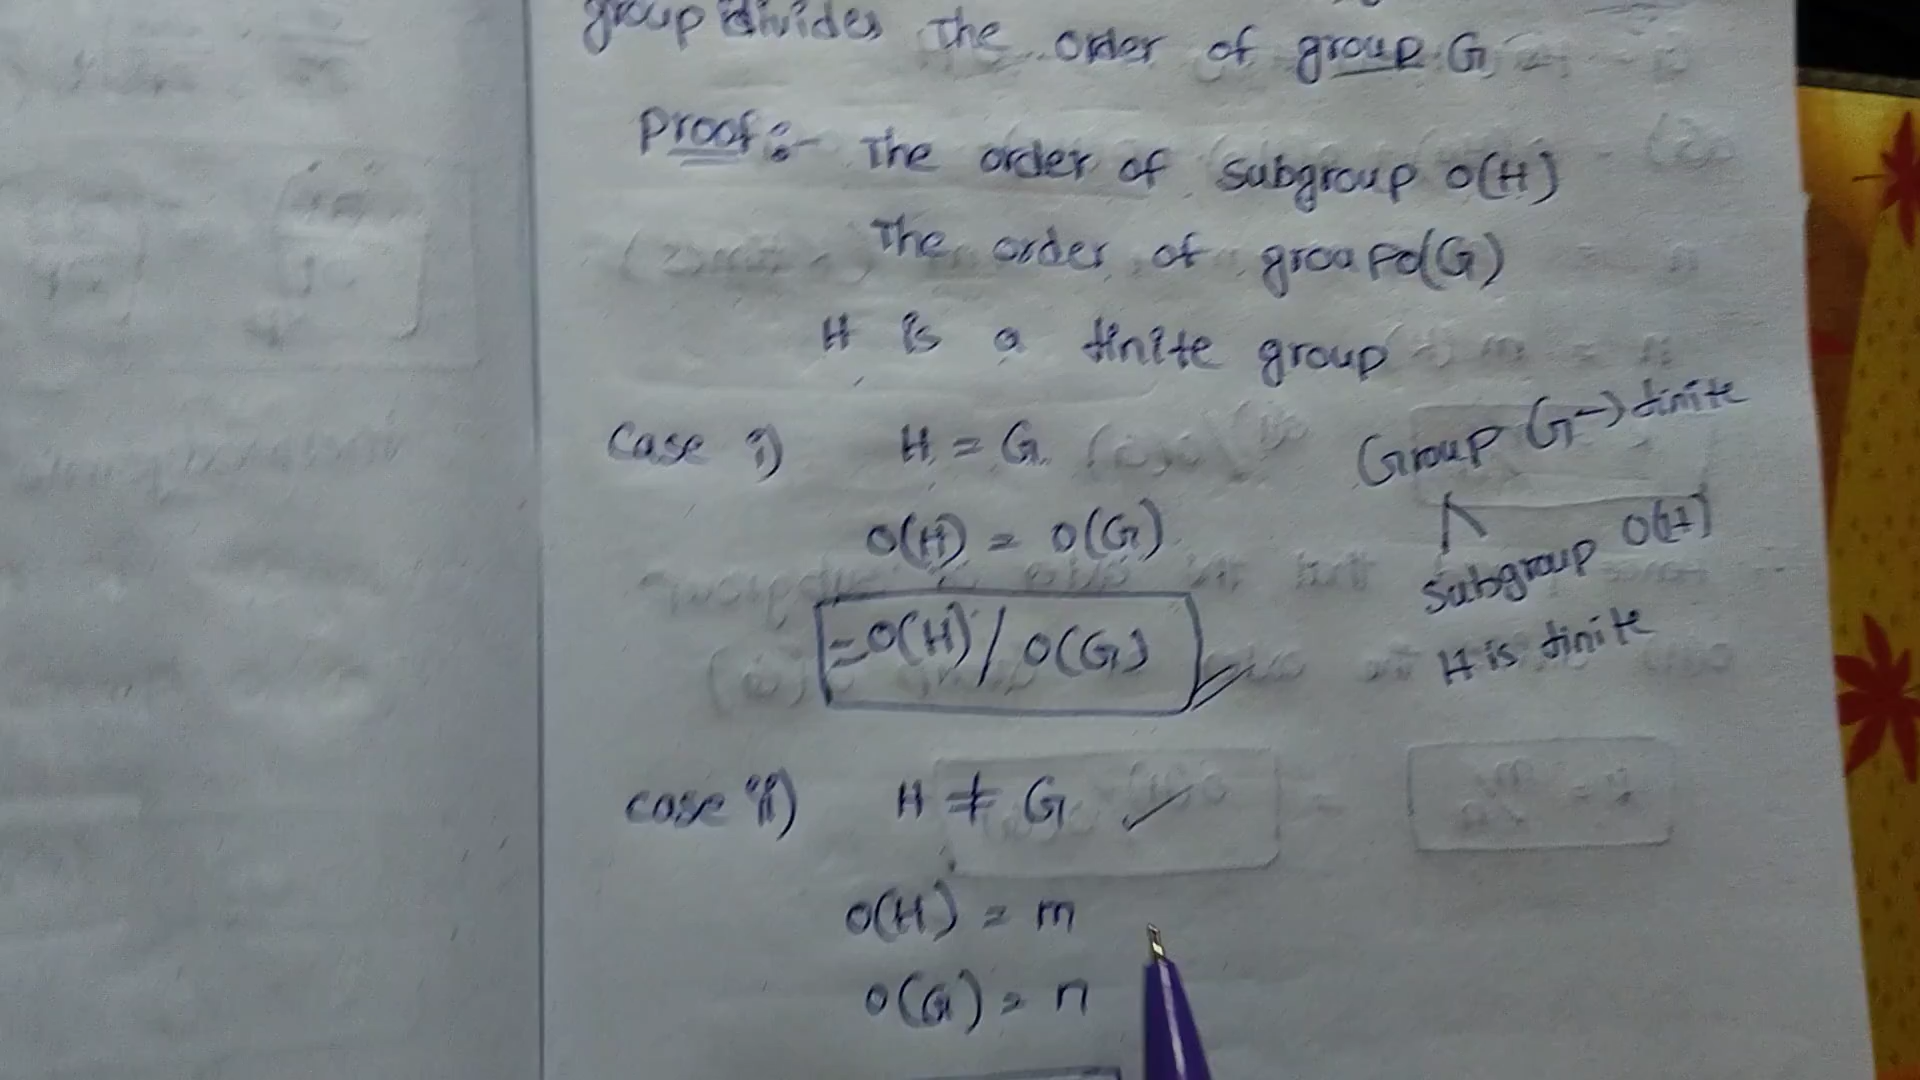 group divides The order of group G
Proof :- The order of subgroup O(H)
The order of group O(G)
H is a finite group
Case i) H = G
Group G → finite
O(H) = O(G)
Subgroup O(H)
= O(H) / O(G)
H is finite
case ii) H ≠ G
O(H) = m
O(G) = n